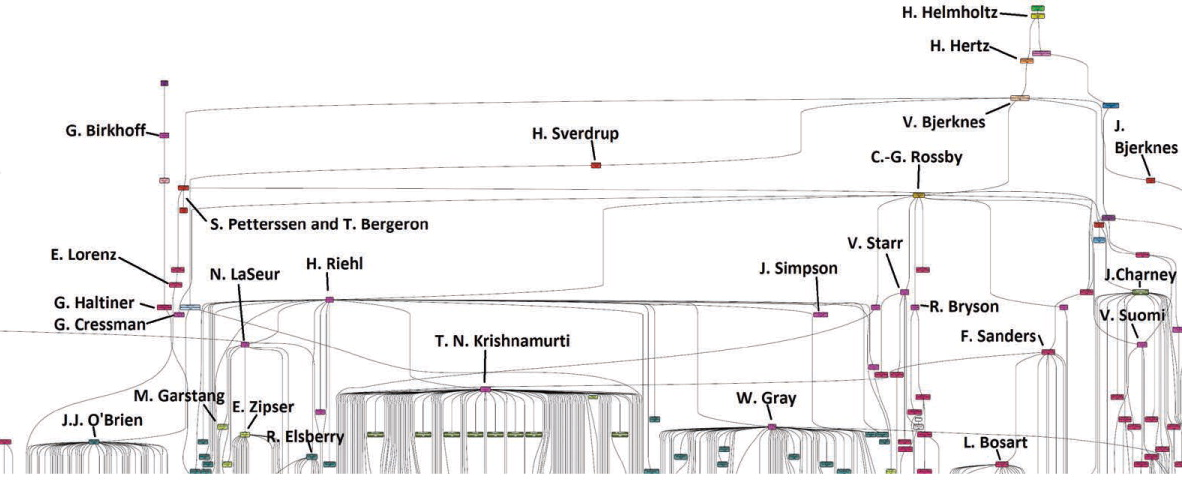 H. Helmholtz
H. Hertz
G. Birkhoff
H. Sverdrup
V. Bjerknes
J.
Bjerknes
C.-G. Rossby
S. Petterssen and T. Bergeron
E. Lorenz
N. LaSeur
H. Riehl
V. Starr
J. Simpson
J.Charney
G. Haltiner
R. Bryson
G. Cressman
V. Suomi
T. N. Krishnamurti
F. Sanders
M. Garstang
E. Zipser
W. Gray
J.J. O'Brien
R. Elsberry
L. Bosart